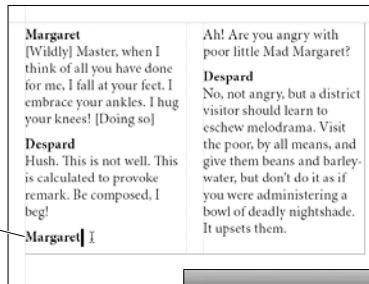 Margaret
[Wildly] Master, when I
think of all you have done
for me, I fall at your feet. I
embrace your ankles. I hug
your knees! [Doing so]
Despard
Hush. This is not well. This
is calculated to provoke
remark. Be composed, I
beg!
Margaret
Ah! Are you angry with
poor little Mad Margaret?
Despard
No, not angry, but a district
visitor should learn to
eschew melodrama. Visit
the poor, by all means, and
give them beans and barley-
water, but don't do it as if
you were administering a
bowl of deadly nightshade.
It upsets them.